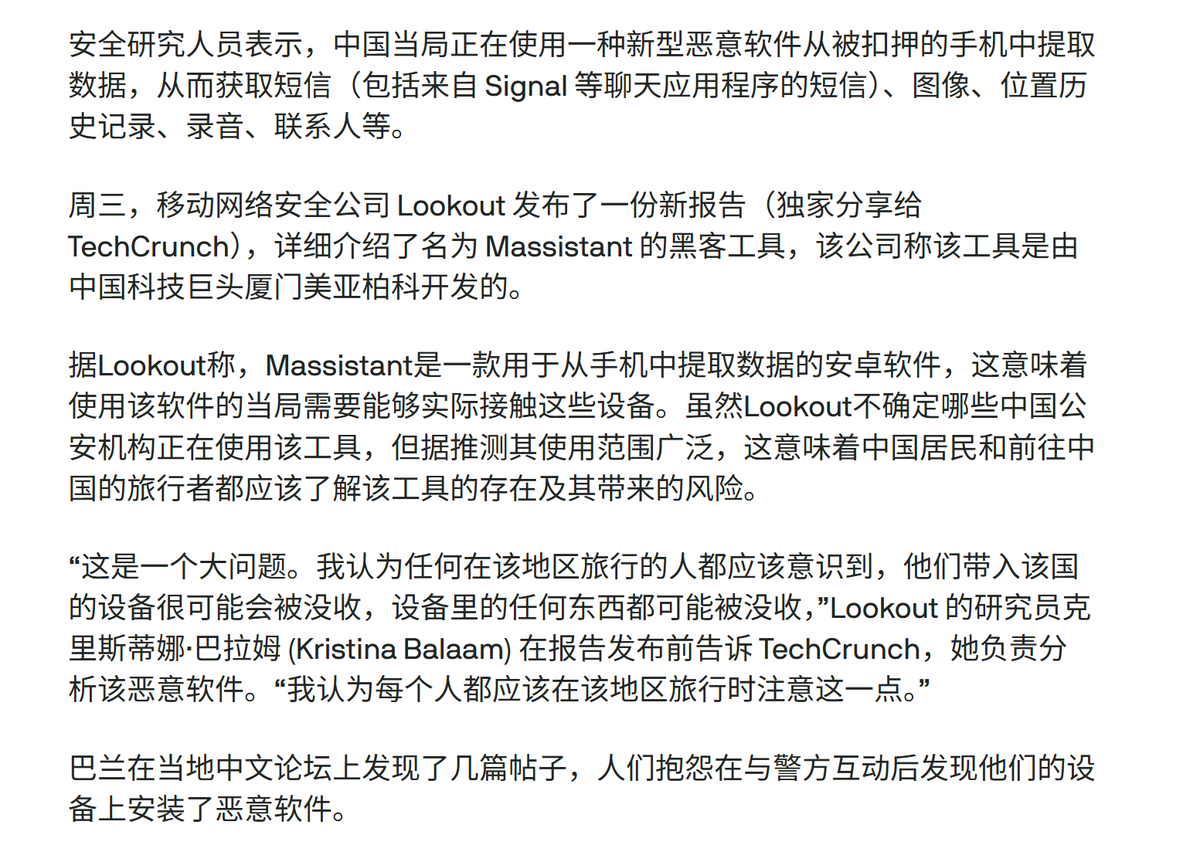 安全研究人员表示，中国当局正在使用一种新型恶意软件从被扣押的手机中提取
数据，从而获取短信（包括来自 Signal 等聊天应用程序的短信）、图像、位置历
史记录、录音、联系人等。
周三，移动网络安全公司 Lookout 发布了一份新报告（独家分享给
TechCrunch），详细介绍了名为 Massistant 的黑客工具，该公司称该工具是由
中国科技巨头厦门美亚柏科开发的。
据Lookout称，Massistant是一款用于从手机中提取数据的安卓软件，这意味着
使用该软件的当局需要能够实际接触这些设备。虽然Lookout不确定哪些中国公
安机构正在使用该工具，但据推测其使用范围广泛，这意味着中国居民和前往中
国的旅行者都应该了解该工具的存在及其带来的风险。
“这是一个大问题。我认为任何在该地区旅行的人都应该意识到，他们带入该国
的设备很可能会被没收，设备里的任何东西都可能被没收，”Lookout 的研究员克
里斯蒂娜·巴拉姆 (Kristina Balaam) 在报告发布前告诉 TechCrunch，她负责分
析该恶意软件。“我认为每个人都应该在该地区旅行时注意这一点。”
巴兰在当地中文论坛上发现了几篇帖子，人们抱怨在与警方互动后发现他们的设
备上安装了恶意软件。